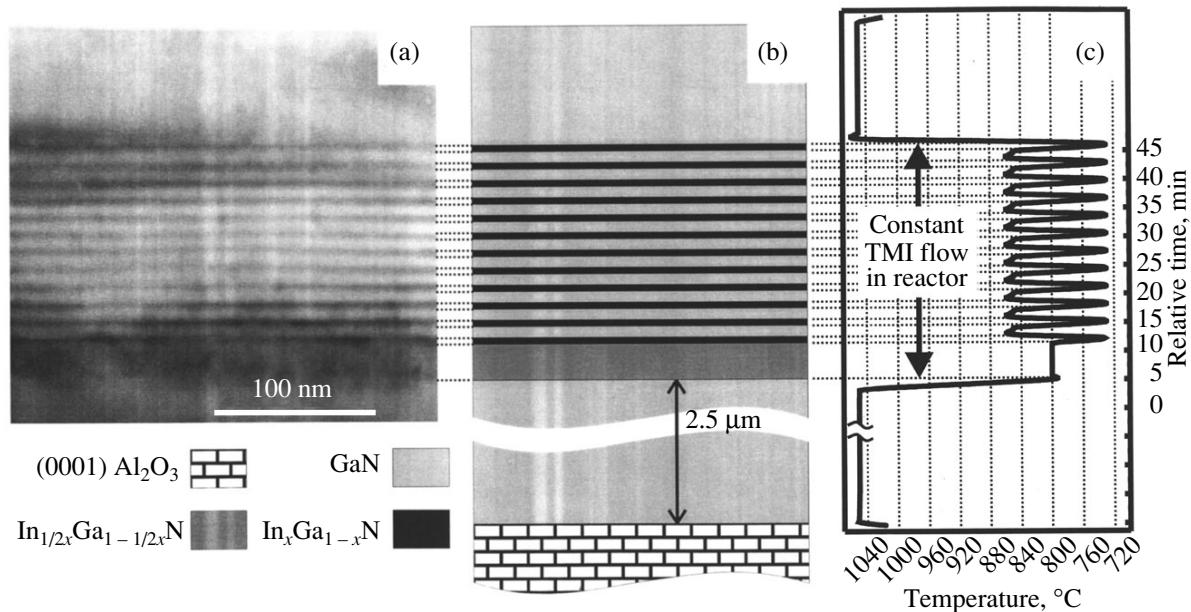 (a)
100 nm
(0001) Al₂O₃
GaN
In₁/₂ₓGa₁ ₋ ₁/₂ₓN
InₓGa₁ ₋ ₓN
(b)
2.5 μm
(c)
Constant
TMI flow
in reactor
45
40
35
30
25
20
15
10
5
0
Relative time, min
1040
1000
960
920
880
840
800
760
720
Temperature, °C